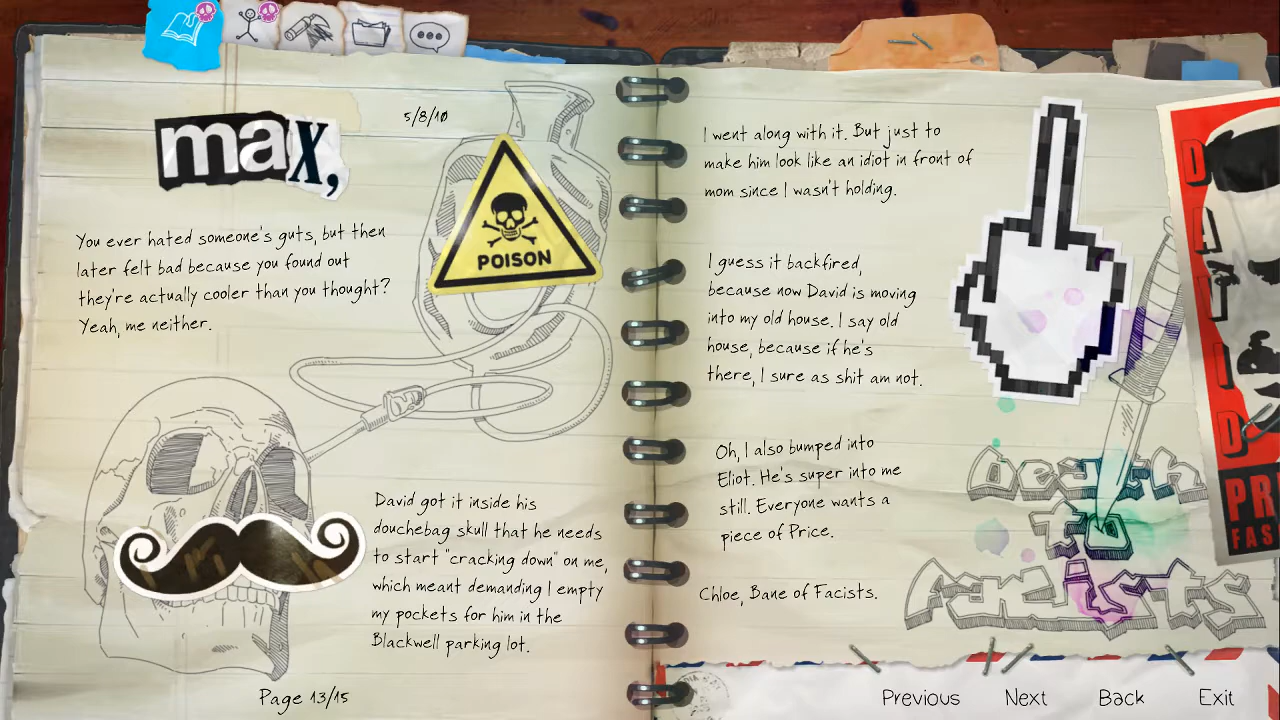 max,
5/8/10
POISON
You ever hated someone's guts, but then
later felt bad because you found out
they're actually cooler than you thought?
Yeah, me neither.
David got it inside his
douchebag skull that he needs
to start "cracking down" on me,
which meant demanding I empty
my pockets for him in the
Blackwell parking lot.
Page 13/15
I went along with it. But just to
make him look like an idiot in front of
mom since I wasn't holding.
I guess it backfired,
because now David is moving
into my old house. I say old
house, because if he's
there, I sure as shit am not.
Oh, I also bumped into
Eliot. He's super into me
still. Everyone wants a
piece of Price.
Chloe, Bane of Facists.
death
DAVID
PRI
FAS
Previous
Next
Back
Exit